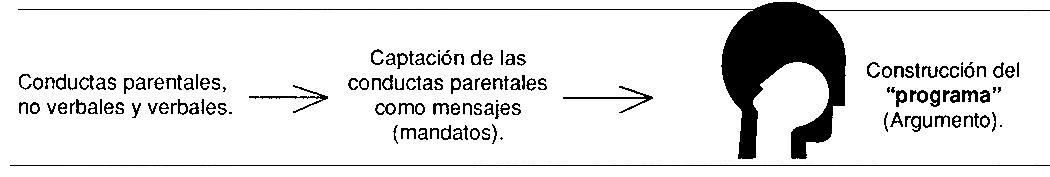 Conductas parentales,
no verbales y verbales.
Captación de las
conductas parentales
como mensajes
(mandatos).
Construcción del
“programa”
(Argumento).